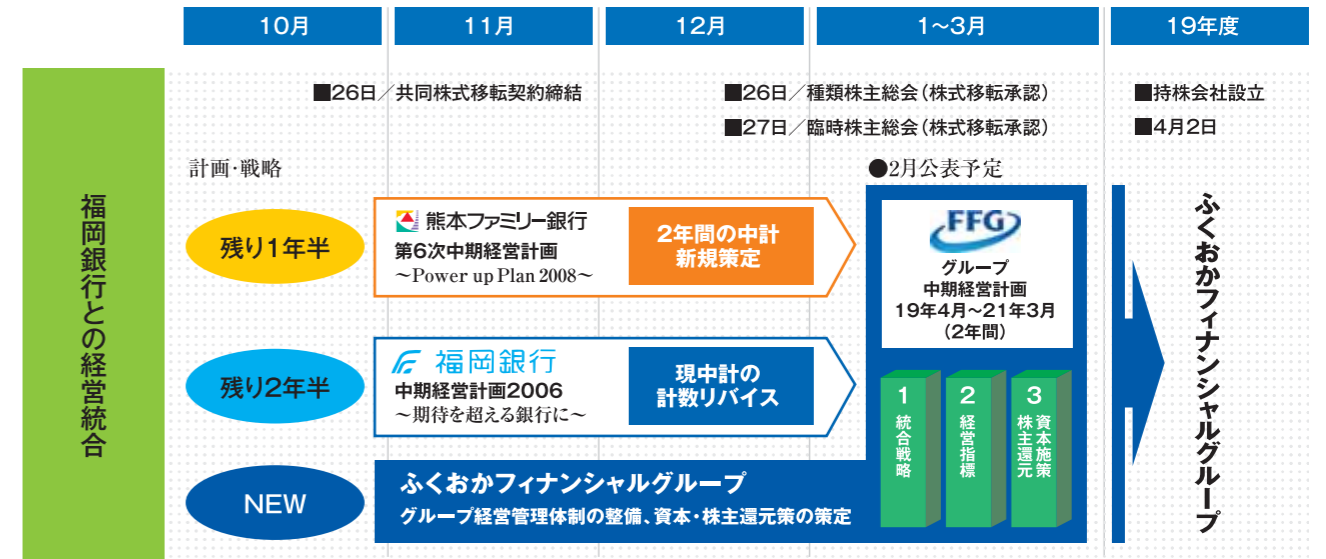 10月
11月
12月
1～3月
19年度
福岡銀行との経営統合
■26日／共同株式移転契約締結
■26日／種類株主総会（株式移転承認）
■27日／臨時株主総会（株式移転承認）
■持株会社設立
■4月2日
計画・戦略
●2月公表予定
残り1年半
熊本ファミリー銀行
第6次中期経営計画
～Power up Plan 2008～
2年間の中計
新規策定
残り2年半
福岡銀行
中期経営計画2006
～期待を超える銀行に～
現中計の
計数リバイス
NEW
ふくおかフィナンシャルグループ
グループ経営管理体制の整備、資本・株主還元策の策定
FFG
グループ
中期経営計画
19年4月～21年3月
（2年間）
1
統合戦略
2
経営指標
3
資本施策
株主還元
ふくおかフィナンシャルグループ